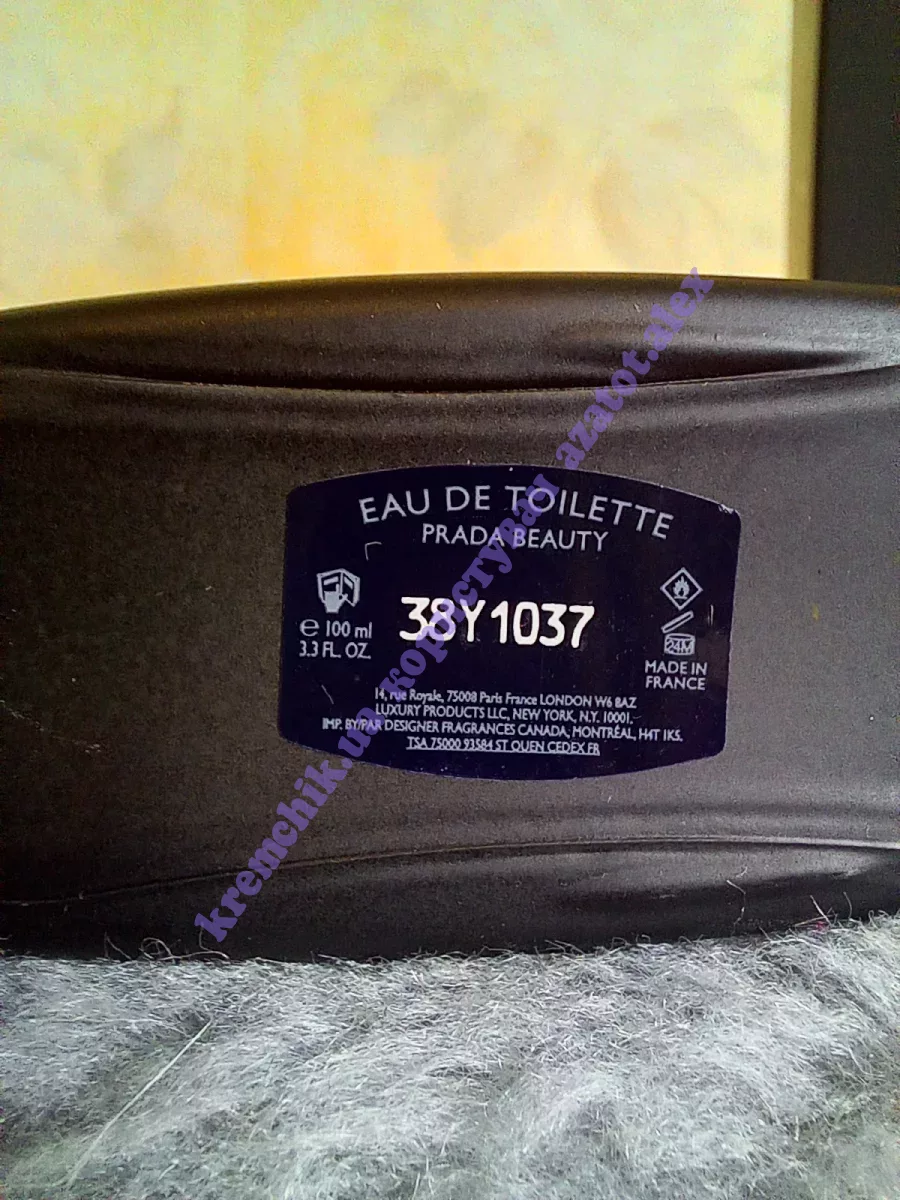 EAU DE TOILETTE
PRADA BEAUTY
38Y1037
e 100 ml
3.3 FL. OZ.
24M
MADE IN
FRANCE
14, rue Royale, 75008 Paris France LONDON W6 8AZ
LUXURY PRODUCTS LLC, NEW YORK, N.Y. 10001.
IMP. BY/PAR DESIGNER FRAGRANCES CANADA, MONTRÉAL, H4T 1K5.
TSA 75000 93584 ST OUEN CEDEX FR
kremchik.ua користувач azatot.alex